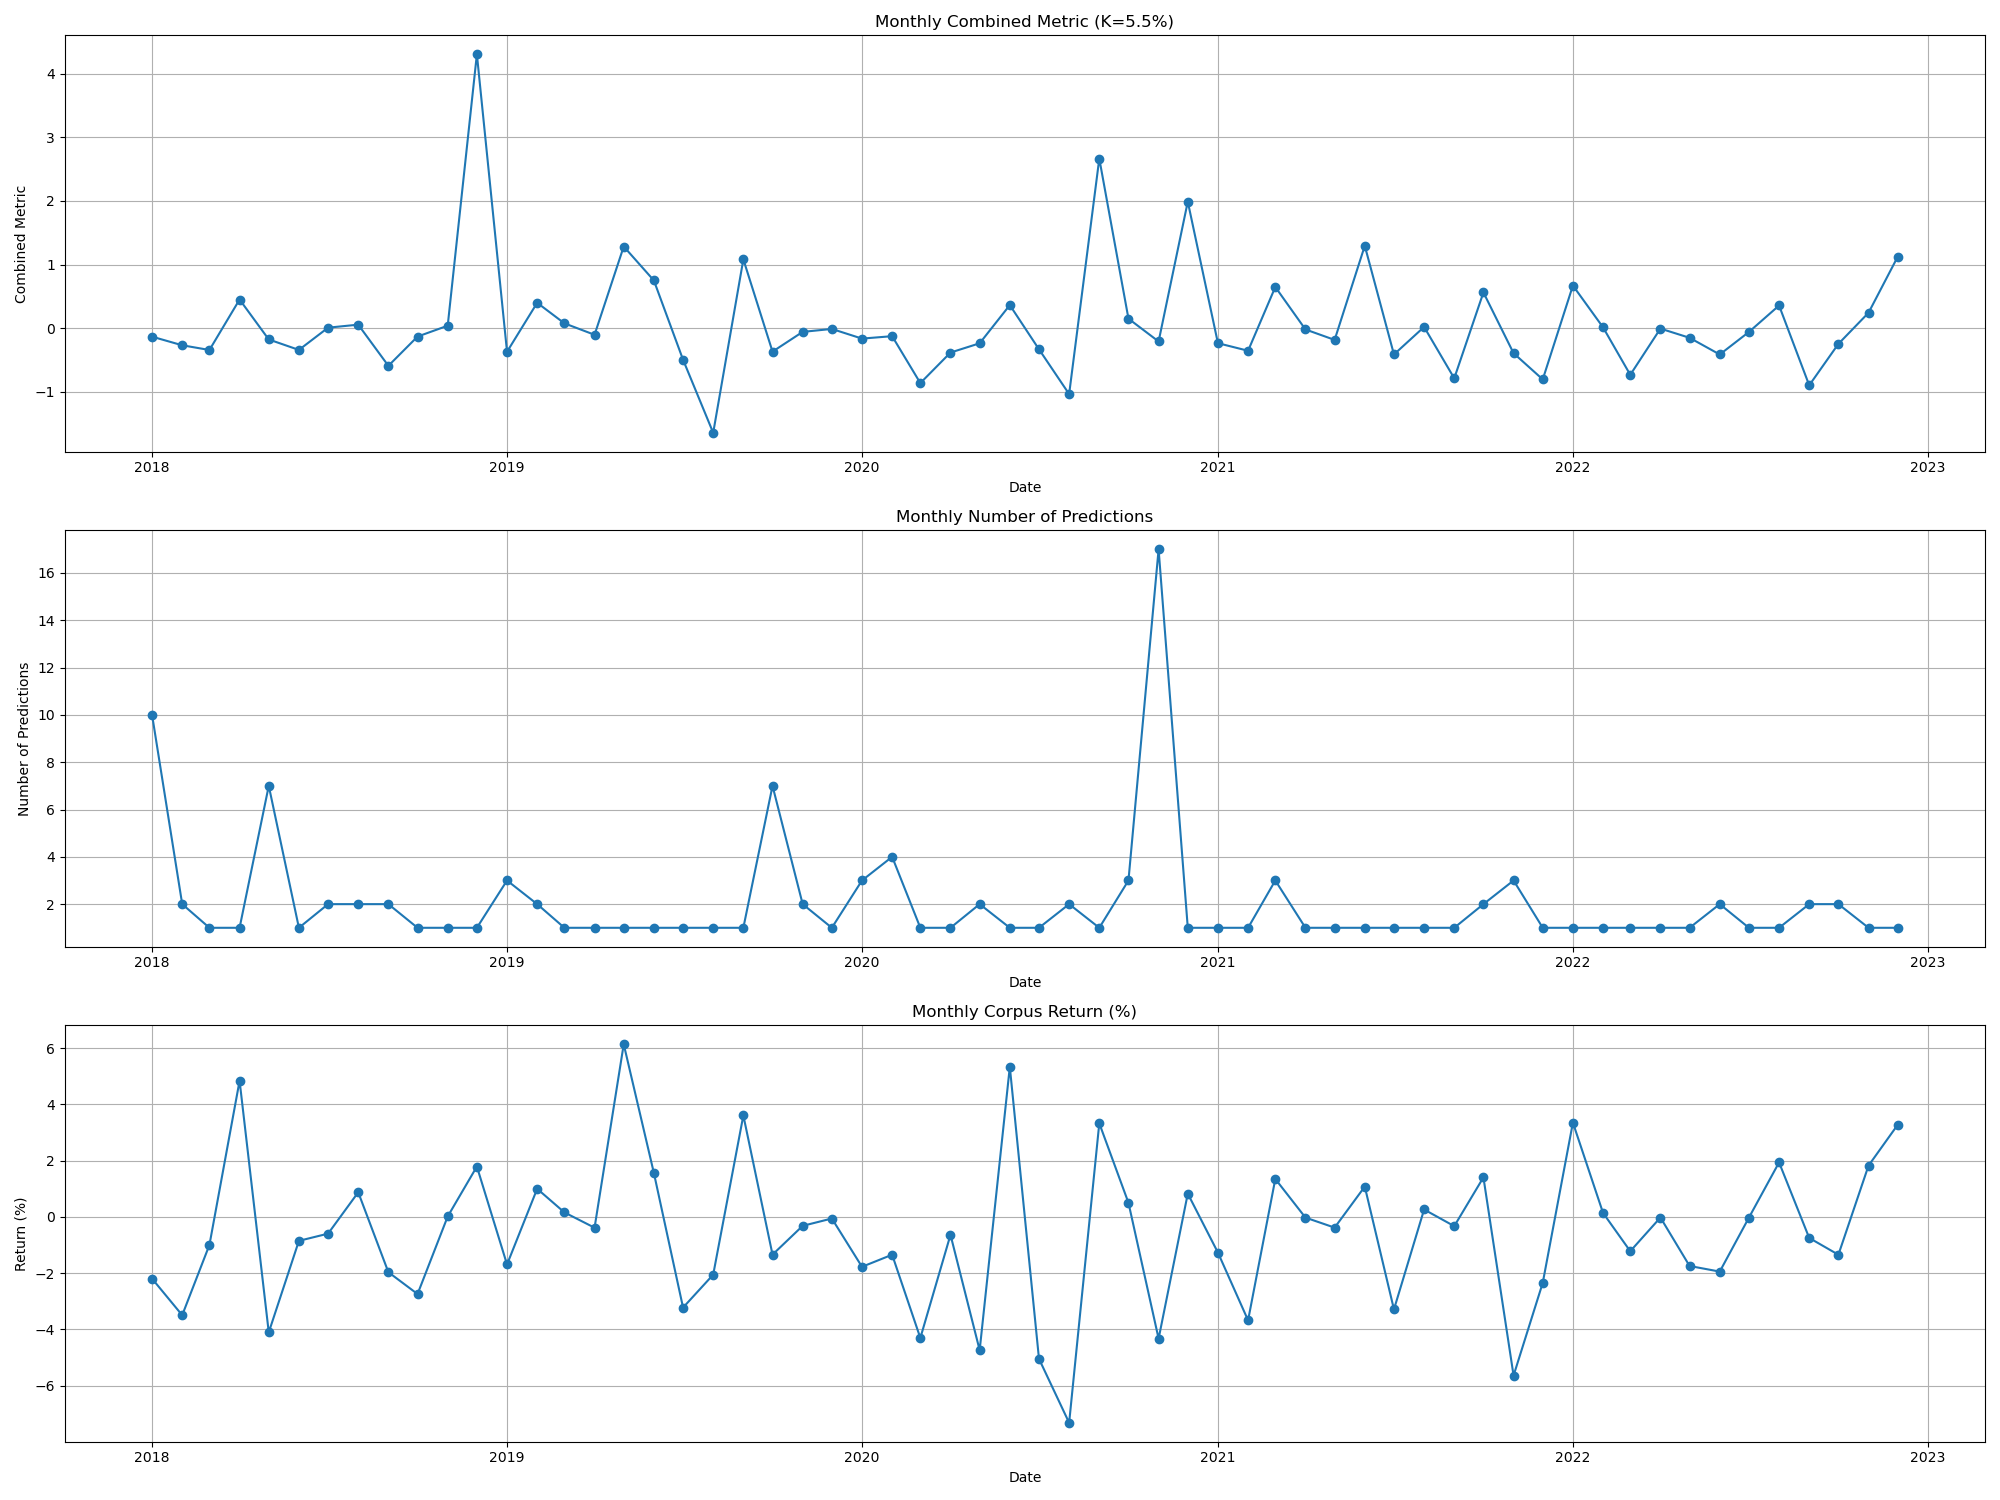 Monthly Combined Metric (K=5.5%)
Combined Metric
4
3
2
1
0
−1
2018 2019 2020 2021 2022 2023
Date
Monthly Number of Predictions
Number of Predictions
16
14
12
10
8
6
4
2
2018 2019 2020 2021 2022 2023
Date
Monthly Corpus Return (%)
Return (%)
6
4
2
0
−2
−4
−6
2018 2019 2020 2021 2022 2023
Date